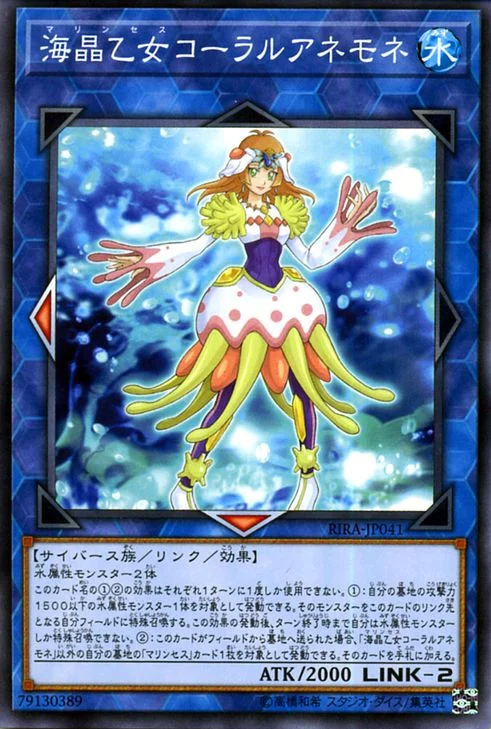 マリンセス
海晶乙女コーラルアネモネ
水
RIRA-JP041
【サイバース族／リンク／効果】
水属性モンスター2体
このカード名の①②の効果はそれぞれ1ターンに1度しか使用できない。①：自分の墓地の攻撃力
1500以下の水属性モンスター1体を対象として発動できる。そのモンスターをこのカードのリンク先
となる自分フィールドに特殊召喚する。この効果の発動後、ターン終了時まで自分は水属性モンスター
しか特殊召喚できない。②：このカードがフィールドから墓地へ送られた場合、「海晶乙女コーラルアネ
モネ」以外の自分の墓地の「マリンセス」カード1枚を対象として発動できる。そのカードを手札に加える。
ATK/2000 LINK-2
79130389 ©高橋和希 スタジオ・ダイス/集英社